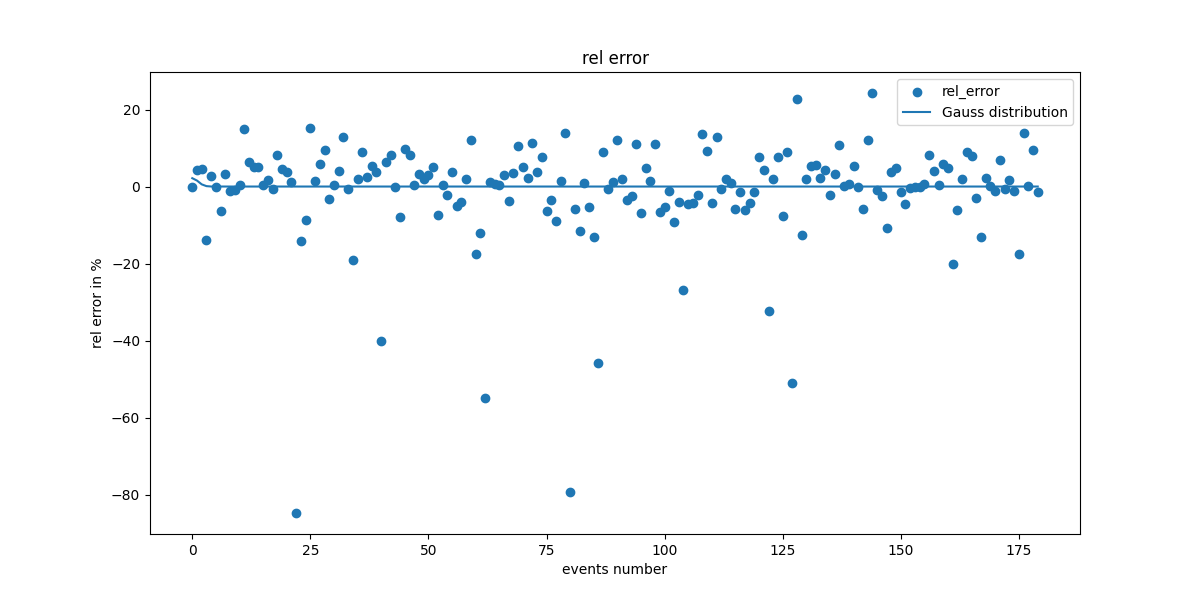 rel error
rel_error
Gauss distribution
20
0
−20
−40
−60
−80
rel error in %
0
25
50
75
100
125
150
175
events number